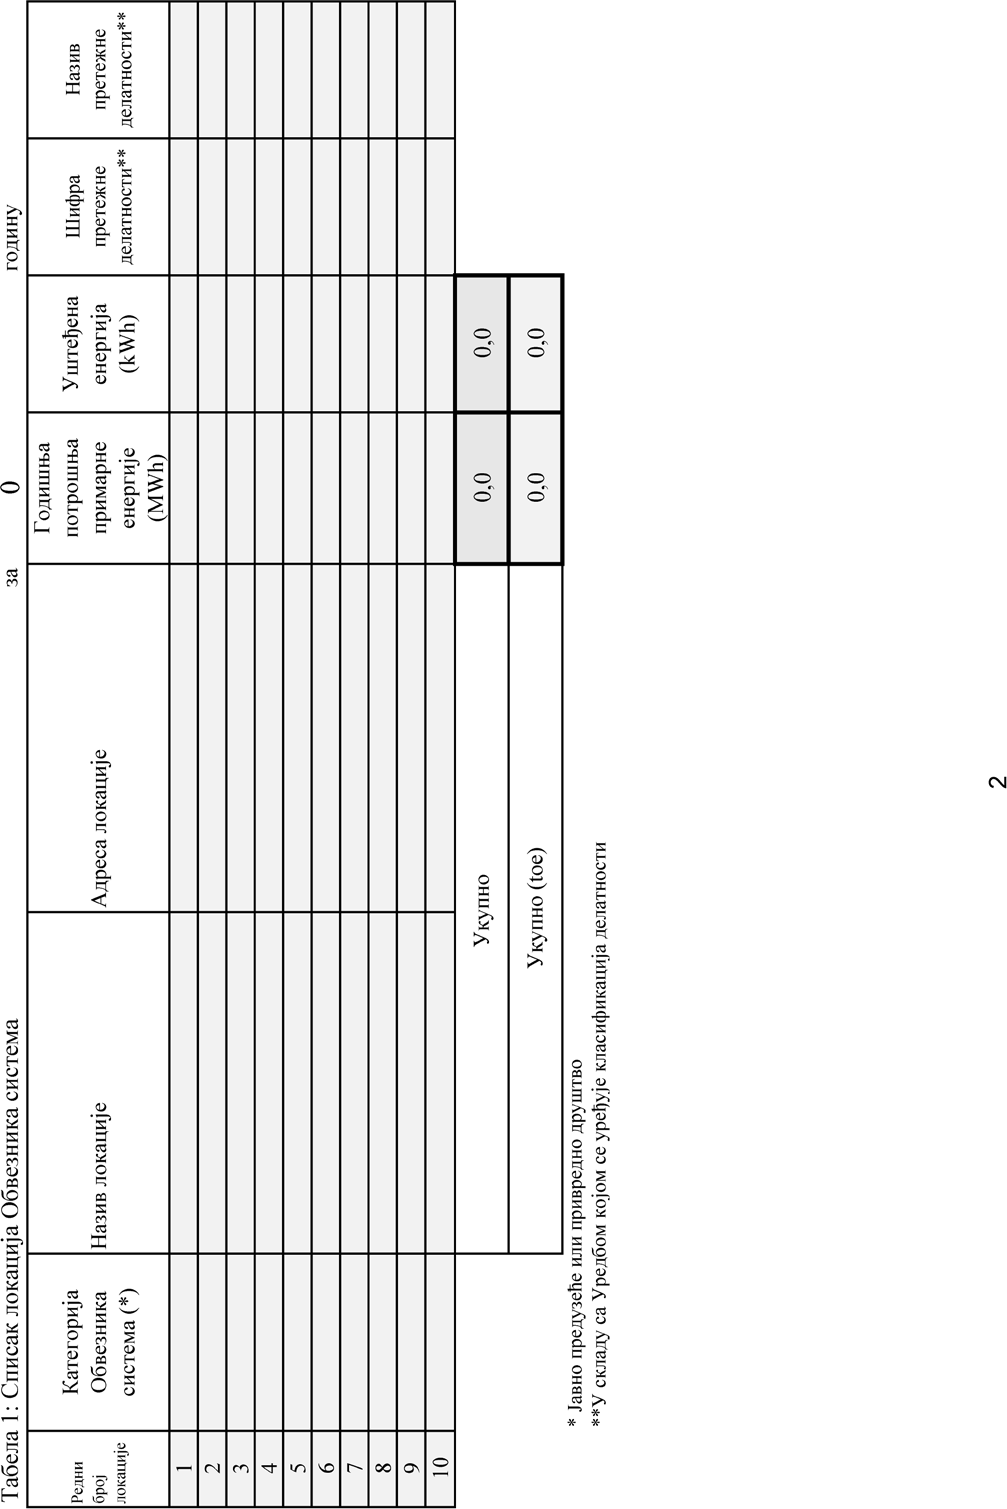 Табела 1: Списак локација Обвезника система за 0 годину
Редни
број
локације
Категорија
Обвезника
система (*)
Назив локације
Адреса локације
Годишња
потрошња
примарне
енергије
(MWh)
Уштеђена
енергија
(kWh)
Шифра
претежне
делатности**
Назив
претежне
делатности**
1
2
3
4
5
6
7
8
9
10
Укупно 0,0 0,0
Укупно (toe) 0,0 0,0
* Јавно предузеће или привредно друштво
**У складу са Уредбом којом се уређује класификација делатности
2